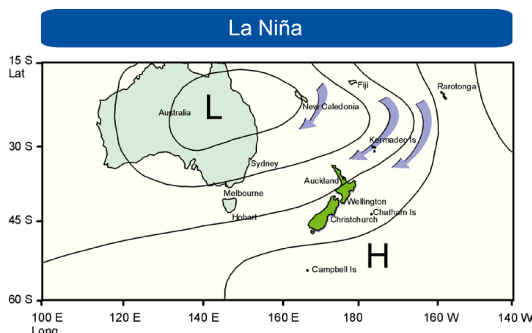 La Niña
15 S
Lat
30 S
45 S
60 S
L
Australia
New Caledonia
Fiji
Rarotonga
Kermadec Is
Sydney
Auckland
Melbourne
Wellington
Hobart
Chatham Is
Christchurch
H
Campbell Is
100 E
120 E
140 E
160 E
180
160 W
140 W
Long